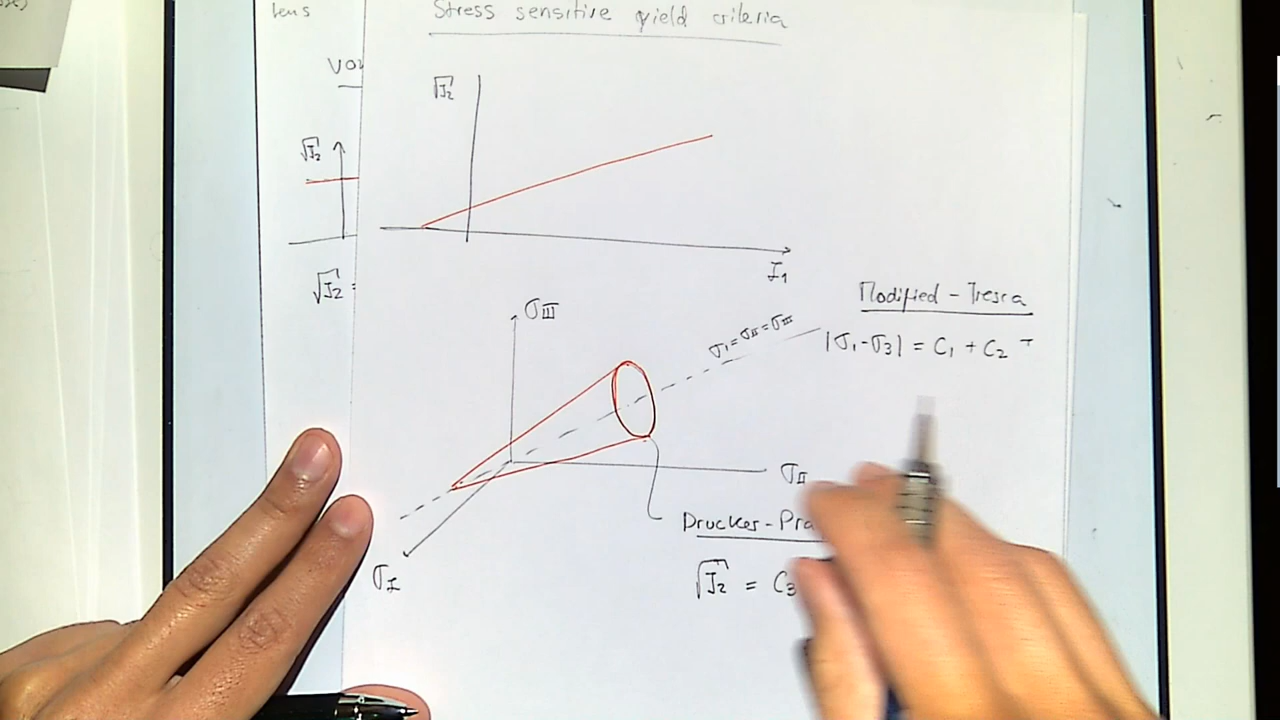 Stress sensitive yield criteria
√J₂
I₁
√J₂
√J₂ =
σIII
σ₁ = σII = σIII
Modified - Tresca
|σ₁-σ₃| = C₁ + C₂
σII
σI
Drucker - Pra
√J₂ = C₃